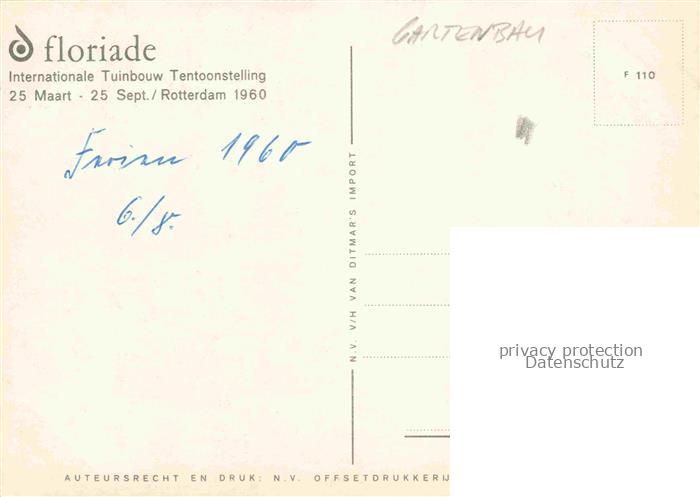 floriade
Internationale Tuinbouw Tentoonstelling
25 Maart - 25 Sept./ Rotterdam 1960
Ferien 1960
6./8.
GARTENBAU
F 110
N.V. V/H VAN DITMAR'S IMPORT
privacy protection
Datenschutz
AUTEURSRECHT EN DRUK: N.V. OFFSETDRUKKERIJ